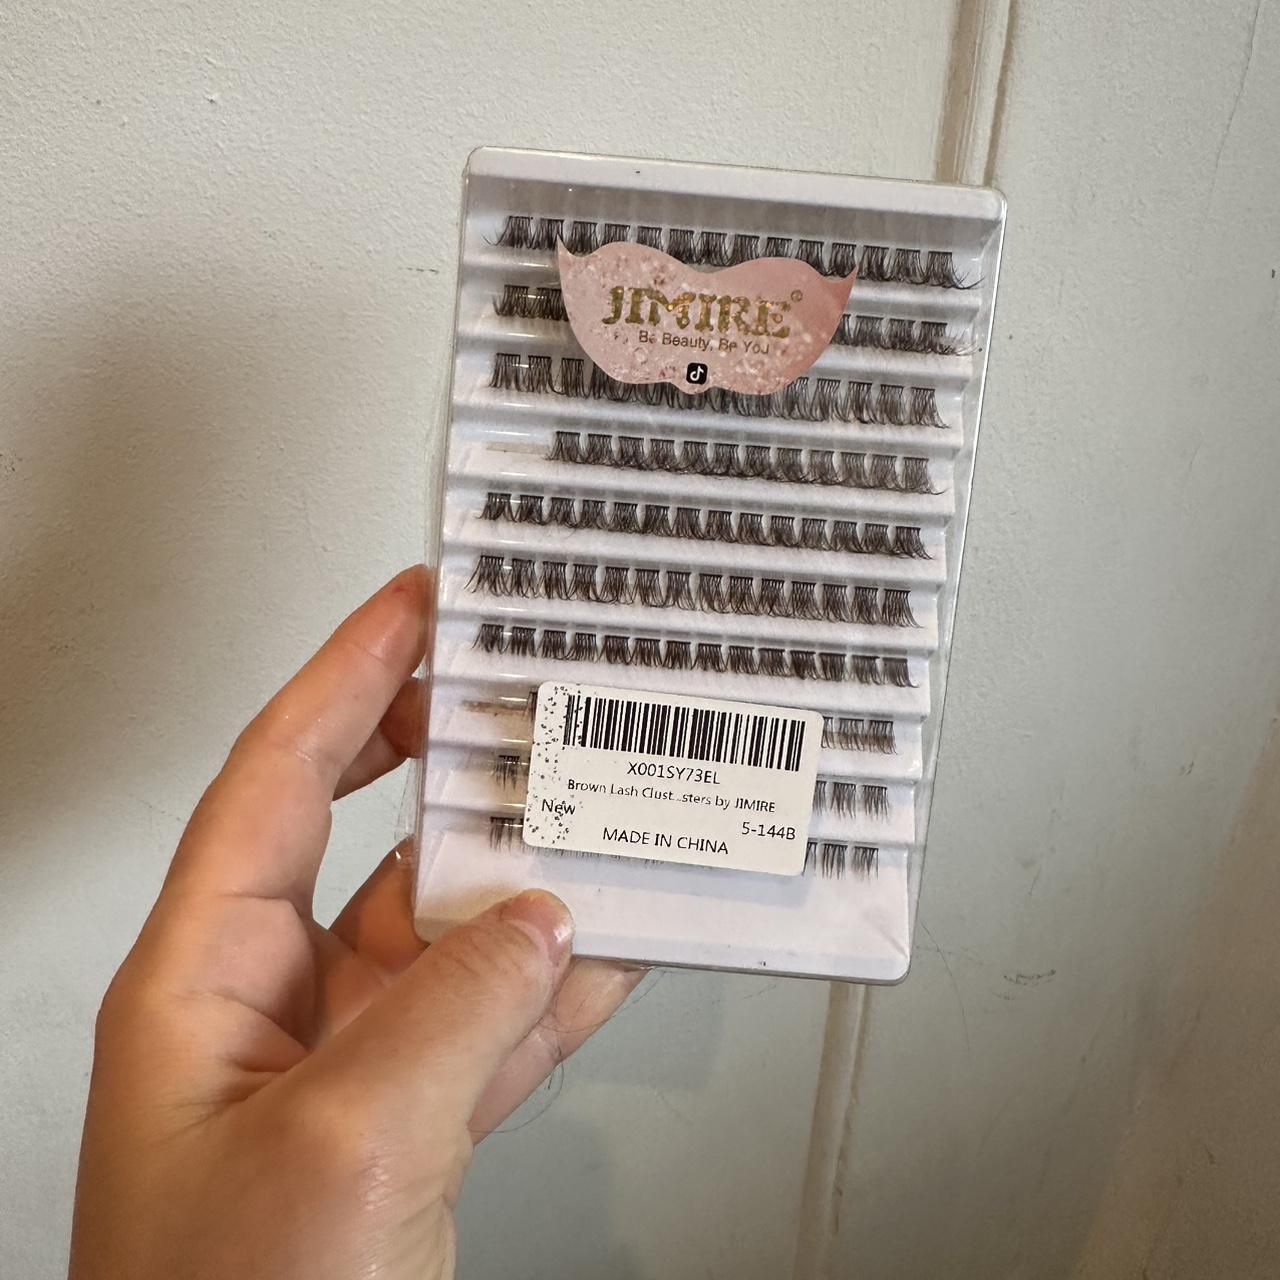 JIMIRE®
Be Beauty, Be You
X001SY73EL
Brown Lash Clust...sters by JIMIRE
New
5-144B
MADE IN CHINA